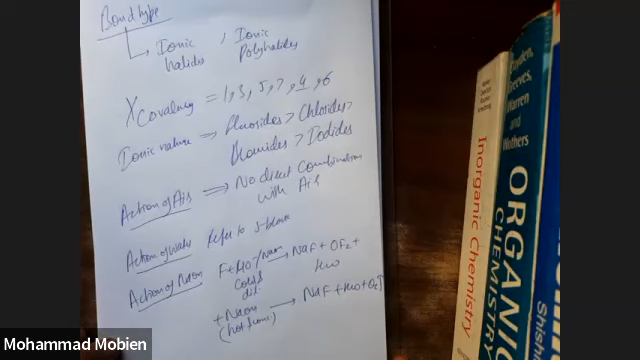 Bond type
Ionic halides , Ionic Polyhalides
X Covalency = 1, 3, 5, 7, 4, 6
Ionic nature → Fluorides > Chlorides >
Bromides > Iodides
Action of Air ⇒ No direct Combination
with Air
Action of water Refer to s-block
Action of NaOH F2 + H2O/NaOH → NaF + OF2 +
Cold & dil. H2O
+ NaOH → NaF + H2O + O2↑
(hot & conc.)
Inorganic Chemistry
Clayden, Greeves, Warren and Wothers
ORGANIC CHEMISTRY
Mohammad Mobien